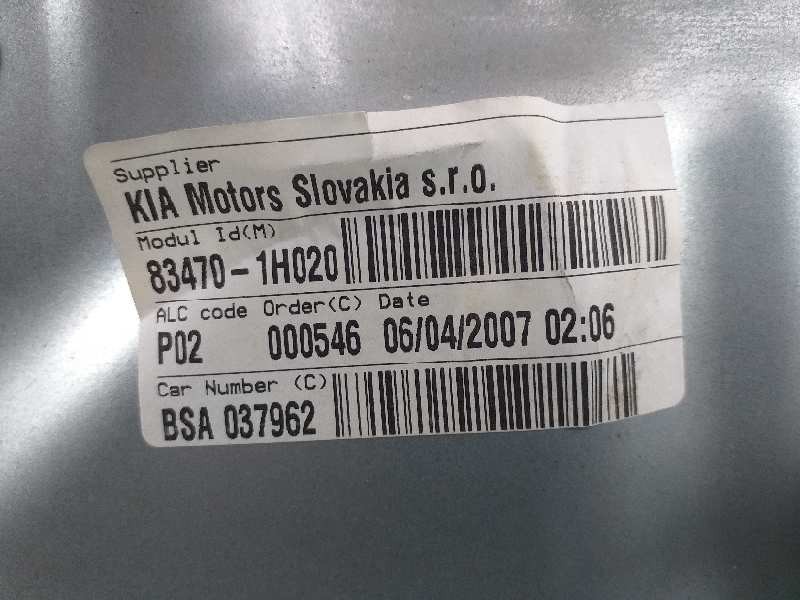 Supplier
KIA Motors Slovakia s.r.o.
Modul Id(M)
83470-1H020
ALC code Order(C) Date
P02 000546 06/04/2007 02:06
Car Number (C)
BSA 037962